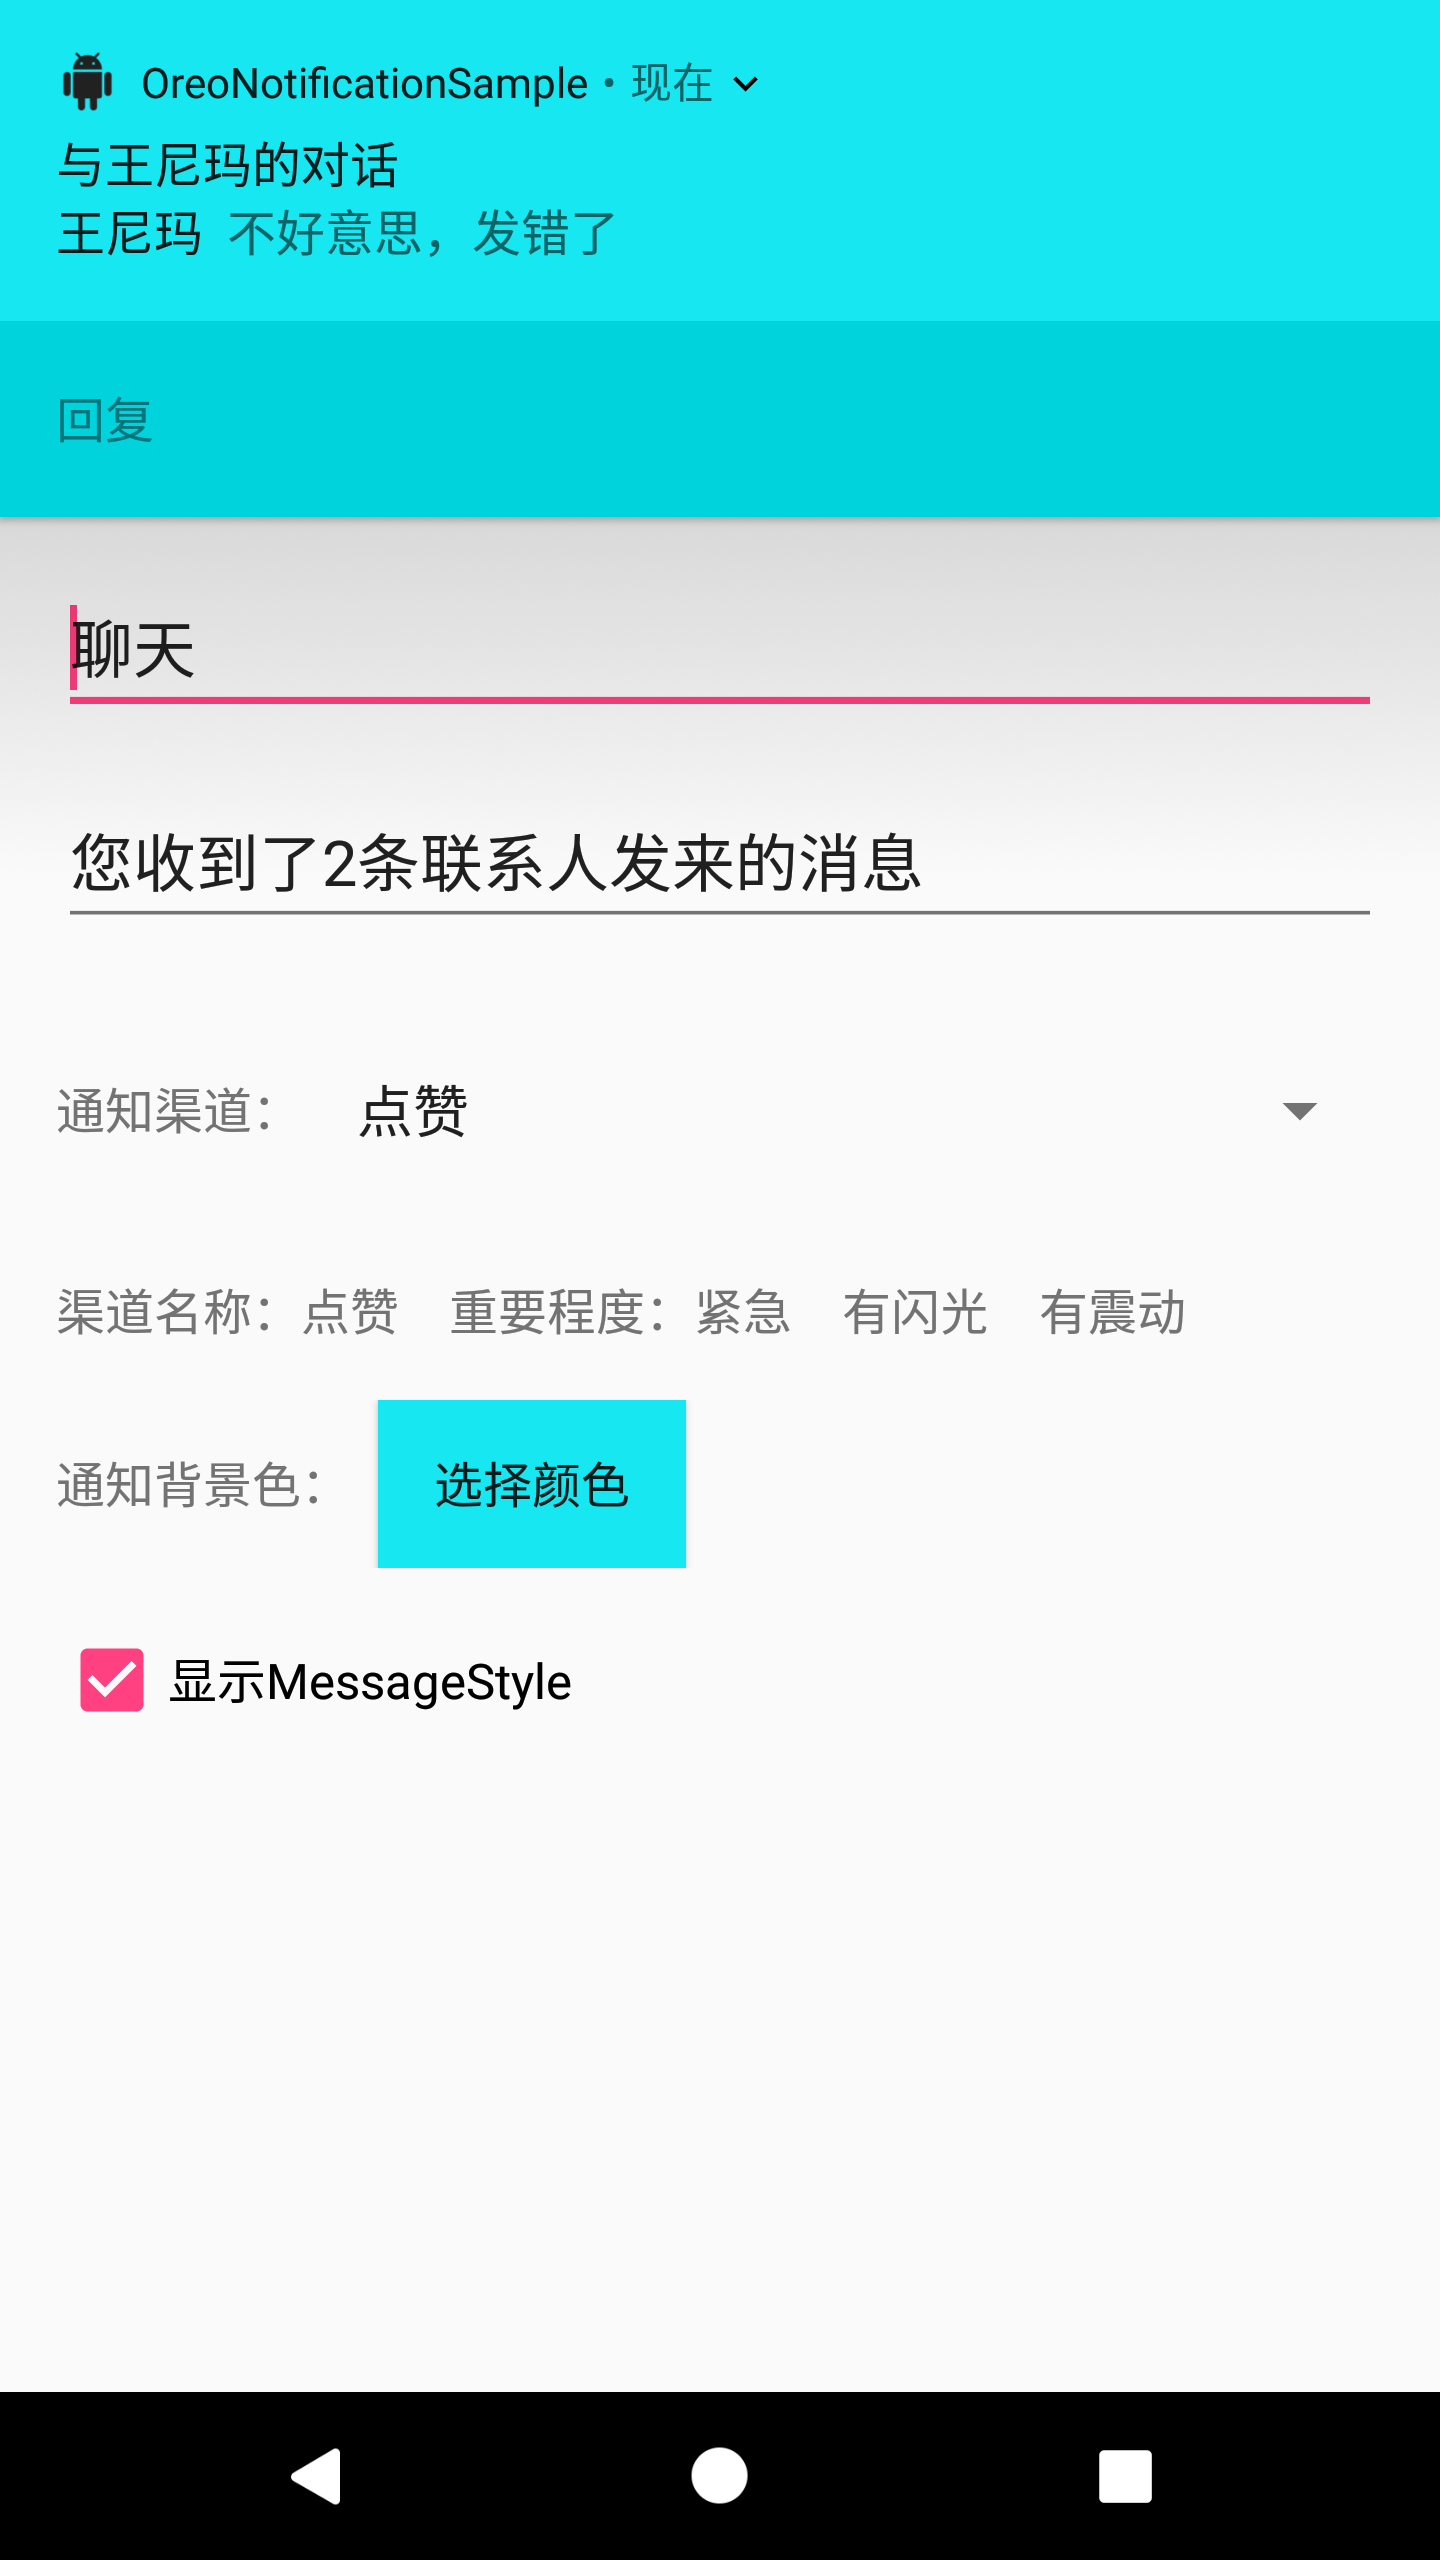 OreoNotificationSample • 现在
与王尼玛的对话
王尼玛 不好意思，发错了
回复
聊天
您收到了2条联系人发来的消息
通知渠道： 点赞
渠道名称：点赞 重要程度：紧急 有闪光 有震动
通知背景色： 选择颜色
显示MessageStyle